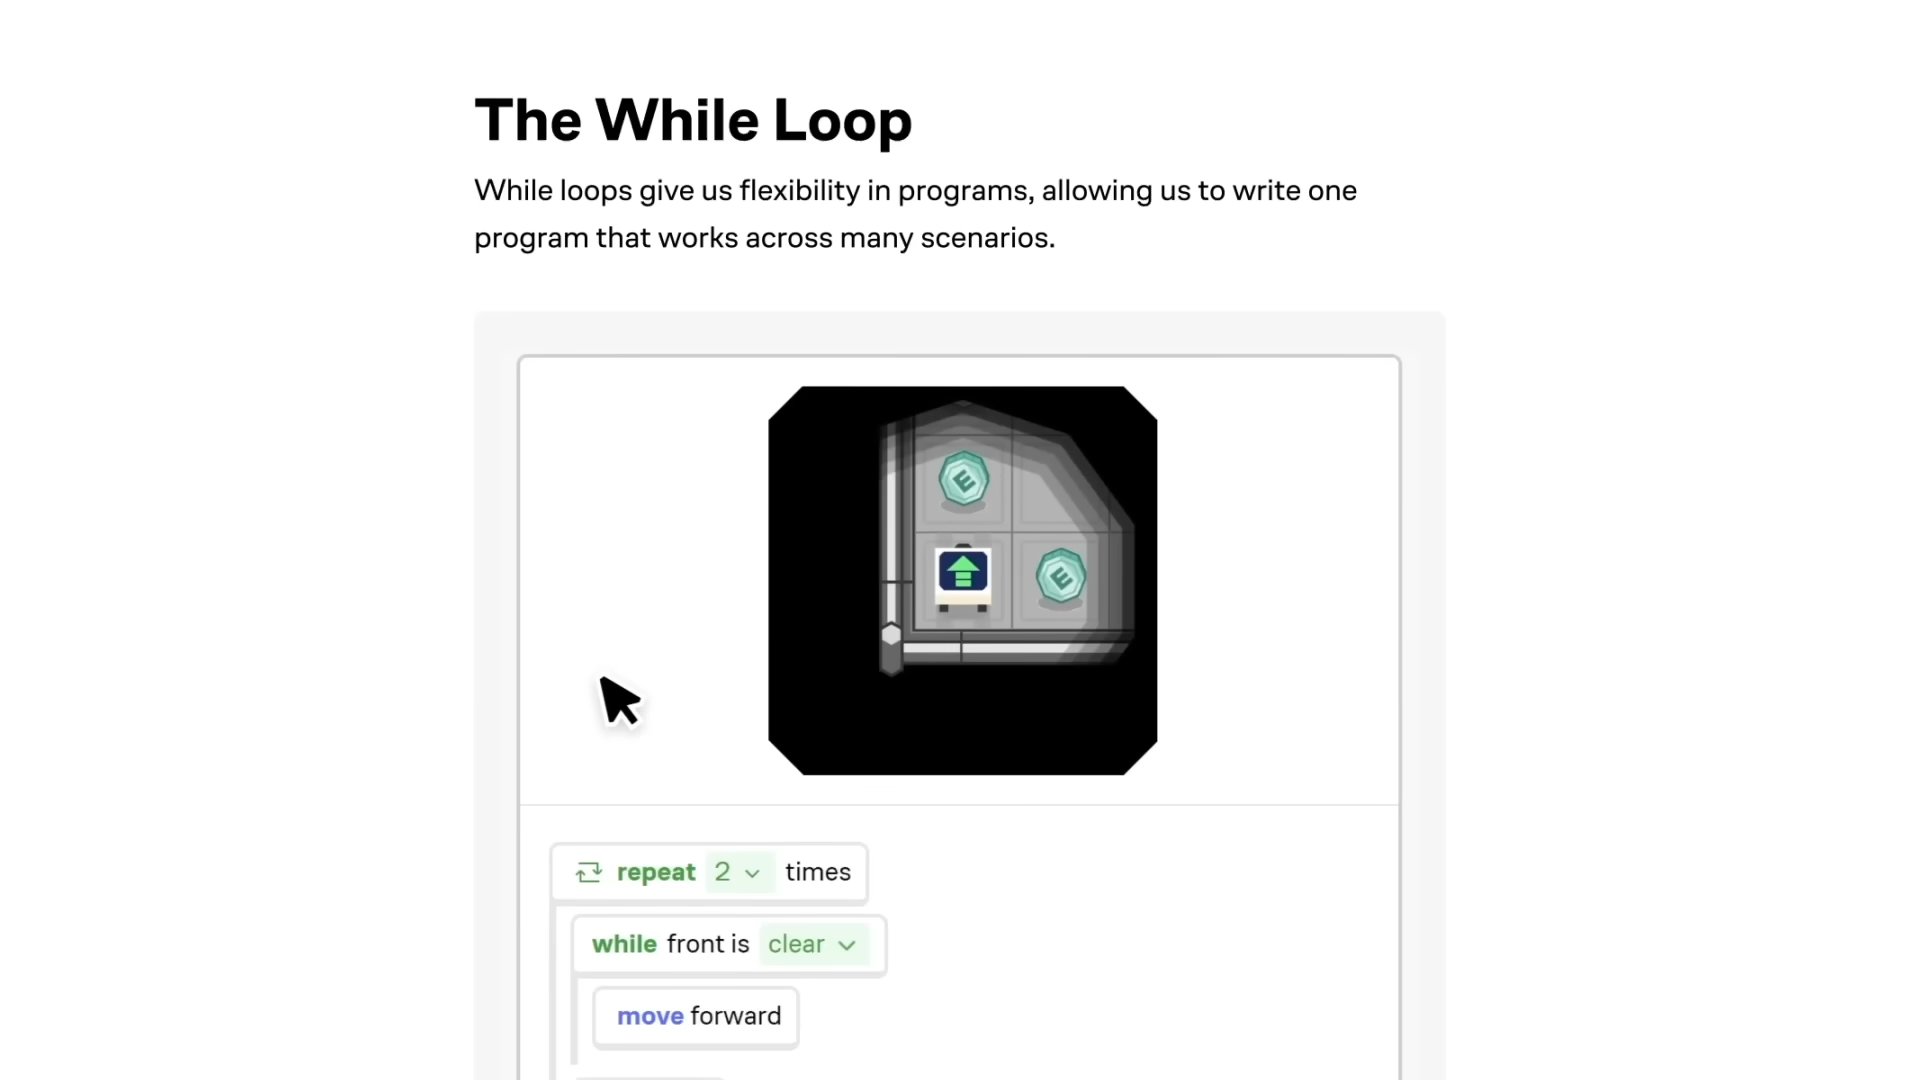 The While Loop
While loops give us flexibility in programs, allowing us to write one
program that works across many scenarios.
E
E
repeat 2 times
while front is clear
move forward